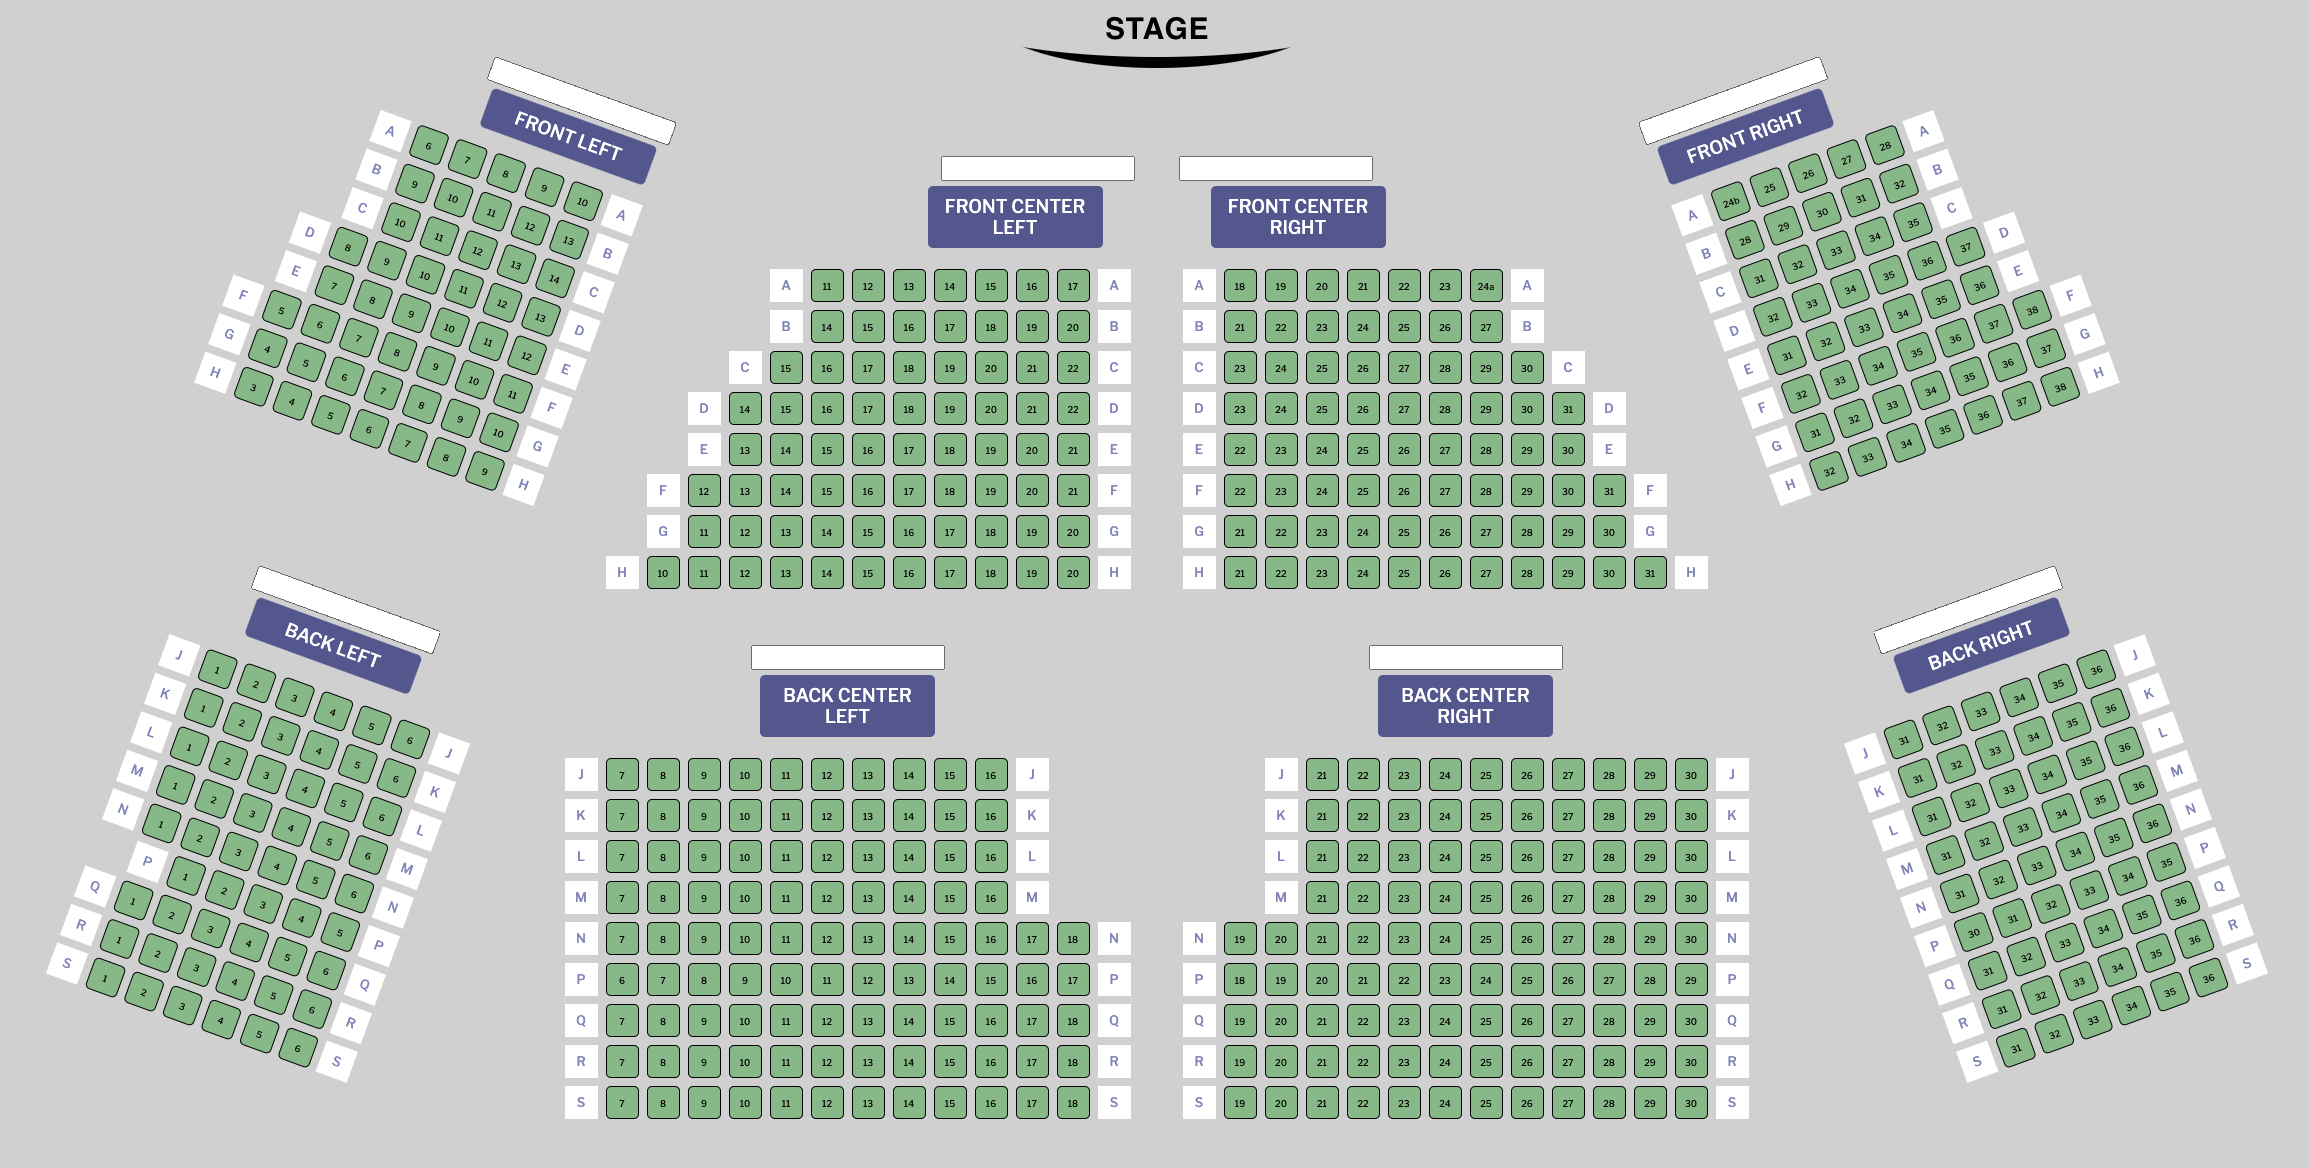 STAGE
FRONT LEFT
A 6 7 8 9 10 A
B 9 10 11 12 13 B
C 10 11 12 13 14 C
D 8 9 10 11 12 13 D
E 7 8 9 10 11 12 E
F 5 6 7 8 9 10 11 F
G 4 5 6 7 8 9 10 G
H 3 4 5 6 7 8 9 H
FRONT CENTER
LEFT
A 11 12 13 14 15 16 17 A
B 14 15 16 17 18 19 20 B
C 15 16 17 18 19 20 21 22 C
D 14 15 16 17 18 19 20 21 22 D
E 13 14 15 16 17 18 19 20 21 E
F 12 13 14 15 16 17 18 19 20 21 F
G 11 12 13 14 15 16 17 18 19 20 G
H 10 11 12 13 14 15 16 17 18 19 20 H
FRONT CENTER
RIGHT
A 18 19 20 21 22 23 24a A
B 21 22 23 24 25 26 27 B
C 23 24 25 26 27 28 29 30 C
D 23 24 25 26 27 28 29 30 31 D
E 22 23 24 25 26 27 28 29 30 E
F 22 23 24 25 26 27 28 29 30 31 F
G 21 22 23 24 25 26 27 28 29 30 G
H 21 22 23 24 25 26 27 28 29 30 31 H
FRONT RIGHT
A 24b 25 26 27 28 A
B 28 29 30 31 32 B
C 31 32 33 34 35 C
D 32 33 34 35 36 37 D
E 31 32 33 34 35 36 E
F 32 33 34 35 36 37 38 F
G 31 32 33 34 35 36 37 G
H 32 33 34 35 36 37 38 H
BACK LEFT
J 1 2 3 4 5 6 J
K 1 2 3 4 5 6 K
L 1 2 3 4 5 6 L
M 1 2 3 4 5 6 M
N 1 2 3 4 5 6 N
P 1 2 3 4 5 P
Q 1 2 3 4 5 6 Q
R 1 2 3 4 5 6 R
S 1 2 3 4 5 6 S
BACK CENTER
LEFT
J 7 8 9 10 11 12 13 14 15 16 J
K 7 8 9 10 11 12 13 14 15 16 K
L 7 8 9 10 11 12 13 14 15 16 L
M 7 8 9 10 11 12 13 14 15 16 M
N 7 8 9 10 11 12 13 14 15 16 17 18 N
P 6 7 8 9 10 11 12 13 14 15 16 17 P
Q 7 8 9 10 11 12 13 14 15 16 17 18 Q
R 7 8 9 10 11 12 13 14 15 16 17 18 R
S 7 8 9 10 11 12 13 14 15 16 17 18 S
BACK CENTER
RIGHT
J 21 22 23 24 25 26 27 28 29 30 J
K 21 22 23 24 25 26 27 28 29 30 K
L 21 22 23 24 25 26 27 28 29 30 L
M 21 22 23 24 25 26 27 28 29 30 M
N 19 20 21 22 23 24 25 26 27 28 29 30 N
P 18 19 20 21 22 23 24 25 26 27 28 29 P
Q 19 20 21 22 23 24 25 26 27 28 29 30 Q
R 19 20 21 22 23 24 25 26 27 28 29 30 R
S 19 20 21 22 23 24 25 26 27 28 29 30 S
BACK RIGHT
J 31 32 33 34 35 36 J
K 31 32 33 34 35 36 K
L 31 32 33 34 35 36 L
M 31 32 33 34 35 36 M
N 31 32 33 34 35 36 N
P 30 31 32 33 34 35 P
Q 31 32 33 34 35 36 Q
R 31 32 33 34 35 36 R
S 31 32 33 34 35 36 S